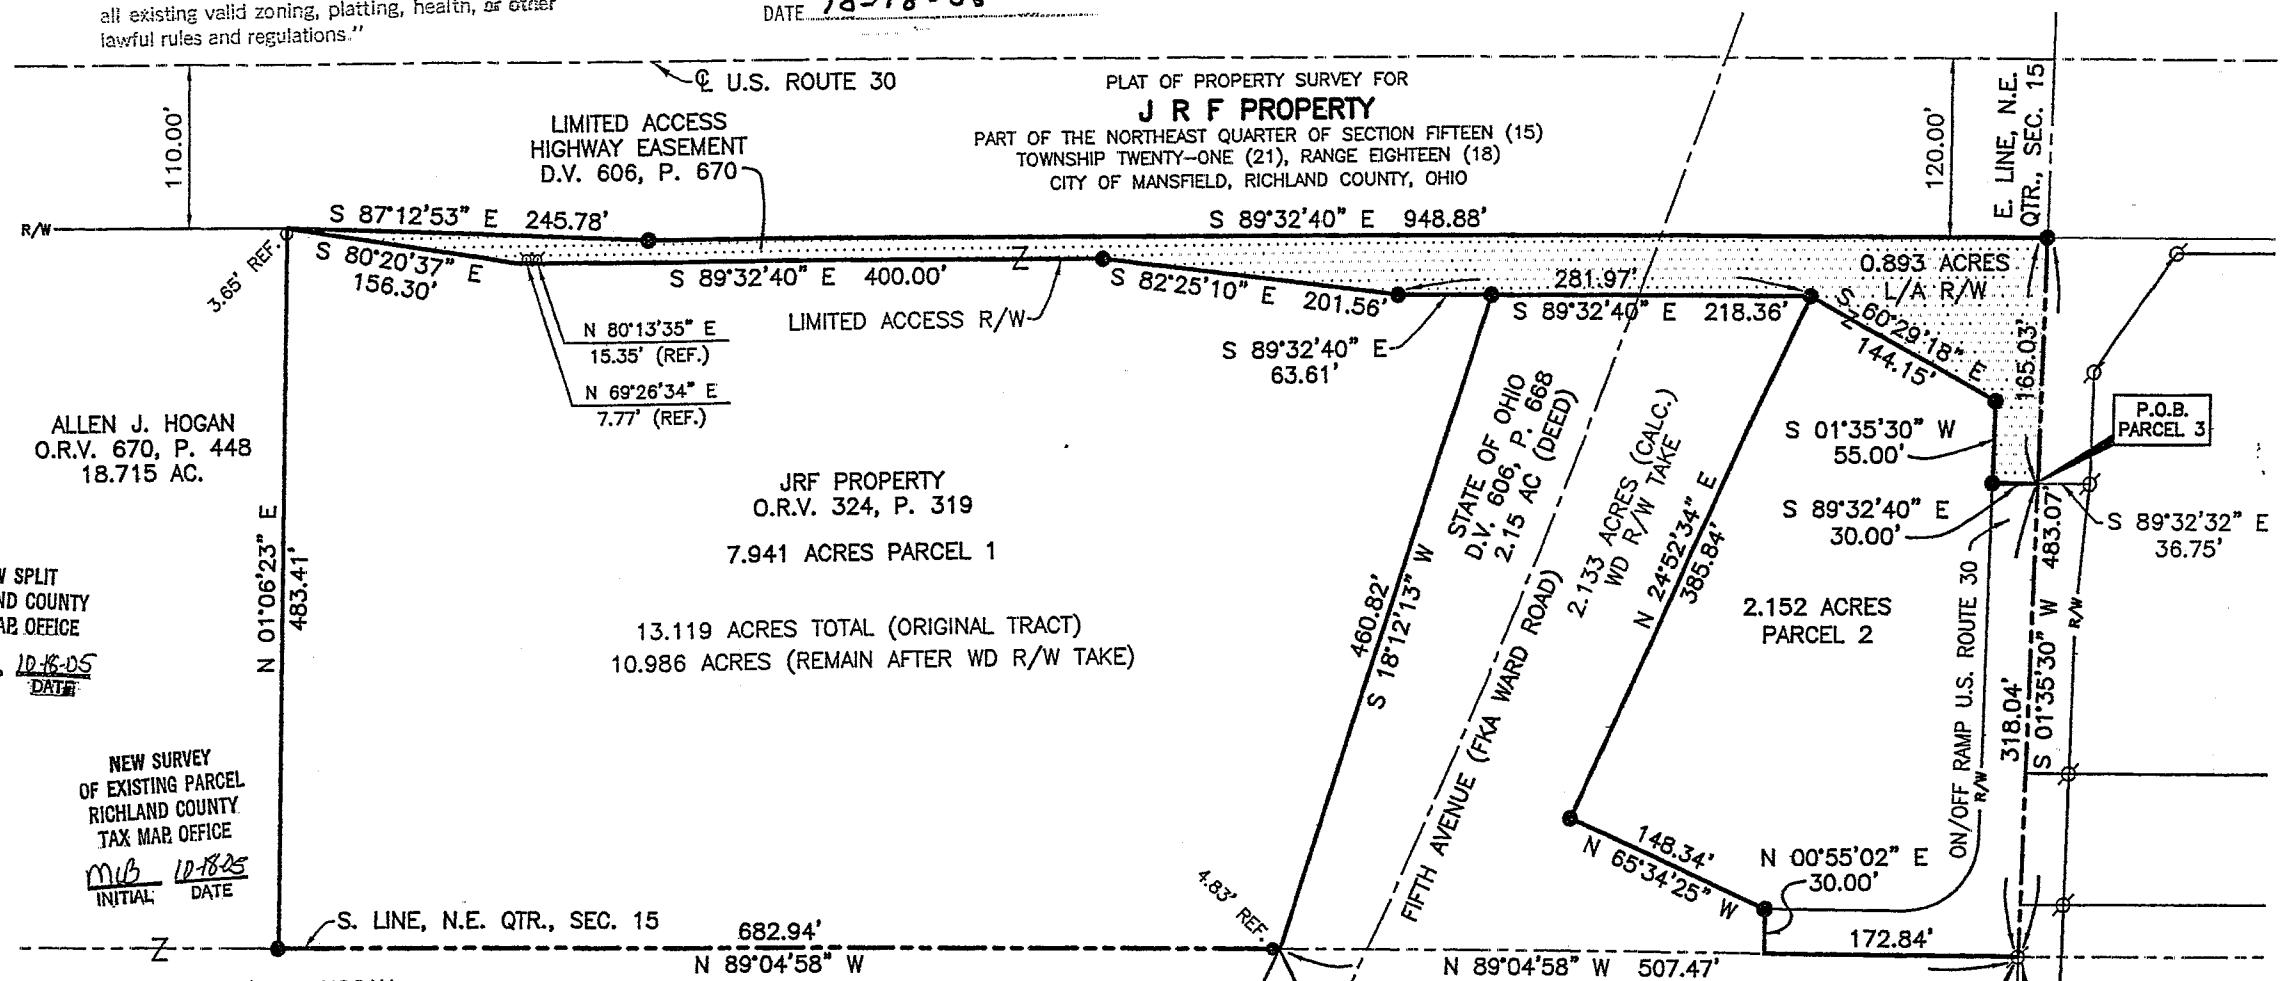 all existing valid zoning, platting, health, or other
lawful rules and regulations."
DATE
℄ U.S. ROUTE 30
PLAT OF PROPERTY SURVEY FOR
J R F PROPERTY
PART OF THE NORTHEAST QUARTER OF SECTION FIFTEEN (15)
TOWNSHIP TWENTY-ONE (21), RANGE EIGHTEEN (18)
CITY OF MANSFIELD, RICHLAND COUNTY, OHIO
110.00'
LIMITED ACCESS
HIGHWAY EASEMENT
D.V. 606, P. 670
120.00'
E. LINE, N.E.
QTR., SEC. 15
R/W
S 87°12'53" E 245.78'
S 89°32'40" E 948.88'
3.65' REF.
S 80°20'37" E
156.30'
S 89°32'40" E 400.00'
Z
S 82°25'10" E 201.56'
281.97'
0.893 ACRES
L/A R/W
N 80°13'35" E
15.35' (REF.)
LIMITED ACCESS R/W
S 89°32'40" E 218.36'
S 89°32'40" E
63.61'
Z
S 60°29'18" E
144.15'
165.03'
N 69°26'34" E
7.77' (REF.)
P.O.B.
PARCEL 3
ALLEN J. HOGAN
O.R.V. 670, P. 448
18.715 AC.
S 01°35'30" W
55.00'
JRF PROPERTY
O.R.V. 324, P. 319
7.941 ACRES PARCEL 1
13.119 ACRES TOTAL (ORIGINAL TRACT)
10.986 ACRES (REMAIN AFTER WD R/W TAKE)
STATE OF OHIO
D.V. 606, P. 668
2.15 AC (DEED)
2.133 ACRES (CALC.)
WD R/W TAKE
N 24°52'34" E
385.84'
S 89°32'40" E
30.00'
S 89°32'32" E
36.75'
N 01°06'23" E
483.41'
460.82'
S 18°12'13" W
2.152 ACRES
PARCEL 2
ON/OFF RAMP U.S. ROUTE 30
R/W
318.04'
S 01°35'30" W 483.07'
R/W
W SPLIT
ND COUNTY
AP OFFICE
10-18-05
DATE
FIFTH AVENUE (FKA WARD ROAD)
NEW SURVEY
OF EXISTING PARCEL
RICHLAND COUNTY
TAX MAP OFFICE
MB 10-18-05
INITIAL DATE
148.34'
N 65°34'25" W
N 00°55'02" E
30.00'
4.83' REF.
S. LINE, N.E. QTR., SEC. 15
Z
682.94'
N 89°04'58" W
N 89°04'58" W 507.47'
172.84'